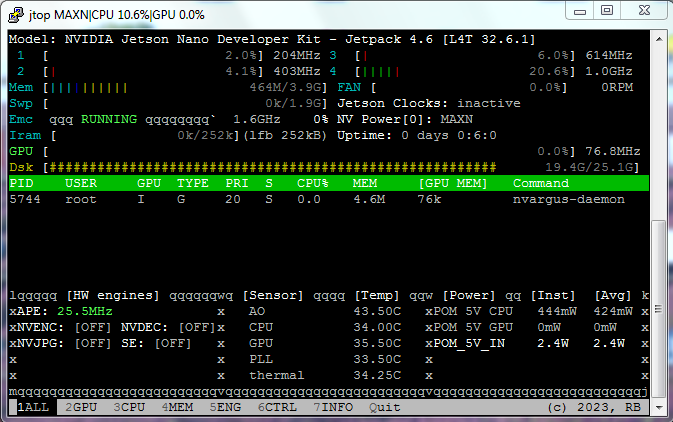 jtop MAXN|CPU 10.6%|GPU 0.0%
Model: NVIDIA Jetson Nano Developer Kit - Jetpack 4.6 [L4T 32.6.1]
1 [ 2.0%] 204MHz 3 [| 6.0%] 614MHz
2 [| 4.1%] 403MHz 4 [||||| 20.6%] 1.0GHz
Mem [||||||||||| 464M/3.9G] FAN [ 0.0%] 0RPM
Swp [ 0k/1.9G] Jetson Clocks: inactive
Emc qqq RUNNING qqqqqqqq` 1.6GHz 0% NV Power[0]: MAXN
Iram [ 0k/252k](lfb 252kB) Uptime: 0 days 0:6:0
GPU [ 0.0%] 76.8MHz
Dsk [######################################################## 19.4G/25.1G]
PID USER GPU TYPE PRI S CPU% MEM [GPU MEM] Command
5744 root I G 20 S 0.0 4.6M 76k nvargus-daemon
lqqqqq [HW engines] qqqqqqwq [Sensor] qqqq [Temp] qqw [Power] qq [Inst] [Avg] k
xAPE: 25.5MHz x AO 43.50C xPOM 5V CPU 444mW 424mW x
xNVENC: [OFF] NVDEC: [OFF]x CPU 34.00C xPOM 5V GPU 0mW 0mW x
xNVJPG: [OFF] SE: [OFF] x GPU 35.50C xPOM_5V_IN 2.4W 2.4W x
x x PLL 33.50C x x
x x thermal 34.25C x x
mqqqqqqqqqqqqqqqqqqqqqqqqqvqqqqqqqqqqqqqqqqqqqqqqqqqvqqqqqqqqqqqqqqqqqqqqqqqqqj
1ALL 2GPU 3CPU 4MEM 5ENG 6CTRL 7INFO Quit (c) 2023, RB